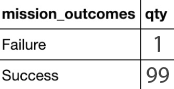 mission_outcomes qty
Failure 1
Success 99